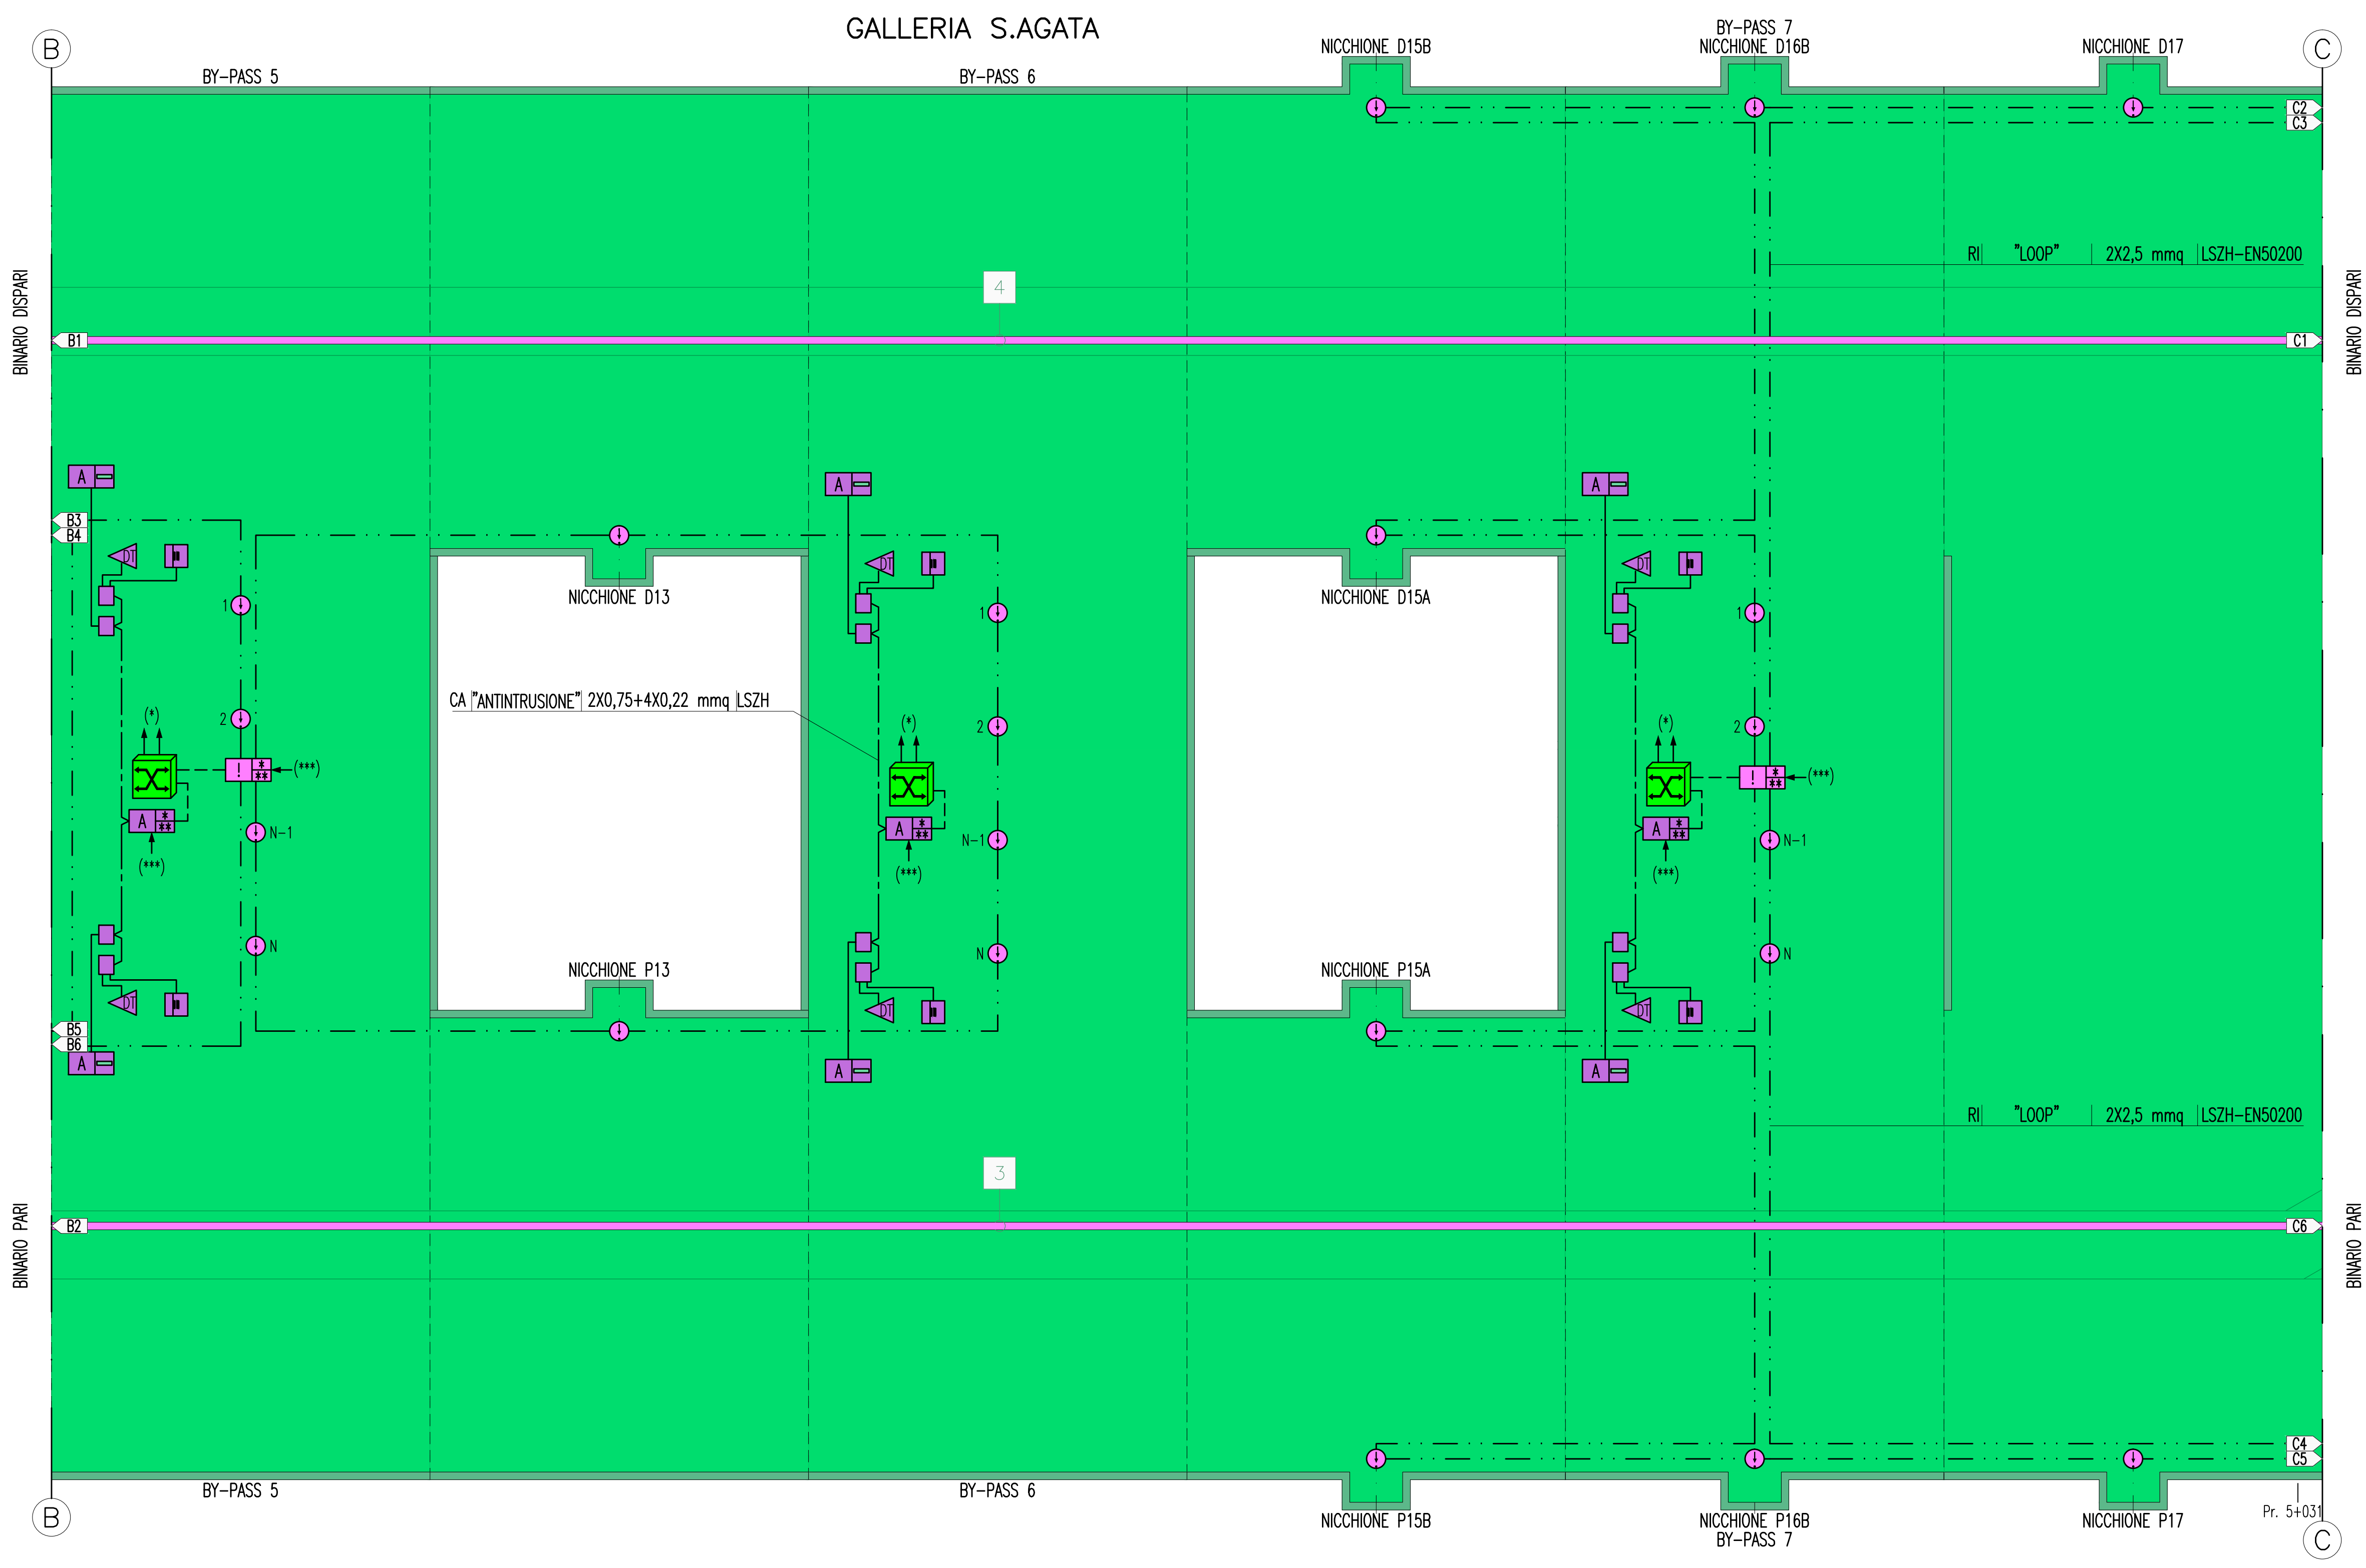 GALLERIA S.AGATA
B
BY-PASS 5
BY-PASS 6
NICCHIONE D15B
BY-PASS 7
NICCHIONE D16B
NICCHIONE D17
C
C2
C3
RI "LOOP" 2X2,5 mmq LSZH-EN50200
BINARIO DISPARI
BINARIO DISPARI
4
B1
C1
A
A
A
B3
B4
DT
DT
DT
NICCHIONE D13
NICCHIONE D15A
1
1
1
CA "ANTINTRUSIONE" 2X0,75+4X0,22 mmq LSZH
(*)
2
(*)
2
(*)
2
! * ** (***)
! * ** (***)
A * **
N-1
A * **
N-1
A * **
N-1
(***)
(***)
(***)
N
N
N
NICCHIONE P13
NICCHIONE P15A
DT
DT
DT
B5
B6
A
A
A
RI "LOOP" 2X2,5 mmq LSZH-EN50200
3
BINARIO PARI
BINARIO PARI
B2
C6
C4
C5
BY-PASS 5
BY-PASS 6
NICCHIONE P15B
NICCHIONE P16B
BY-PASS 7
NICCHIONE P17
Pr. 5+031
B
C